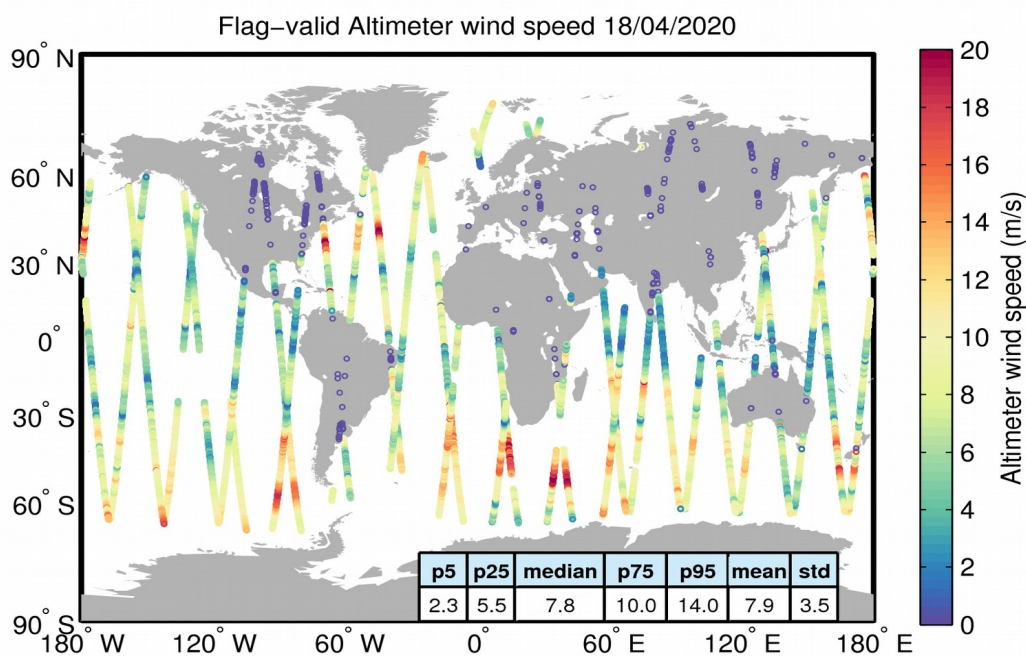 Flag−valid Altimeter wind speed 18/04/2020
90° N
60° N
30° N
0°
30° S
60° S
90° S
180° W
120° W
60° W
0°
60° E
120° E
180° E
p5 p25 median p75 p95 mean std
2.3 5.5 7.8 10.0 14.0 7.9 3.5
20
18
16
14
12
10
8
6
4
2
0
Altimeter wind speed (m/s)